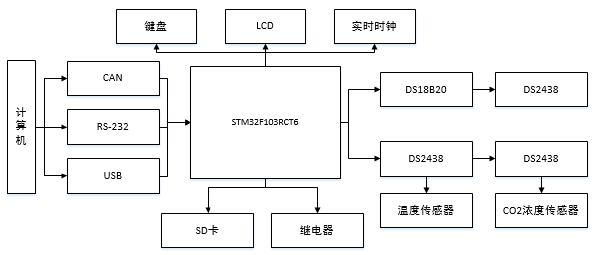 键盘
LCD
实时时钟
计算机
CAN
RS-232
USB
STM32F103RCT6
DS18B20
DS2438
DS2438
DS2438
温度传感器
CO2浓度传感器
SD卡
继电器